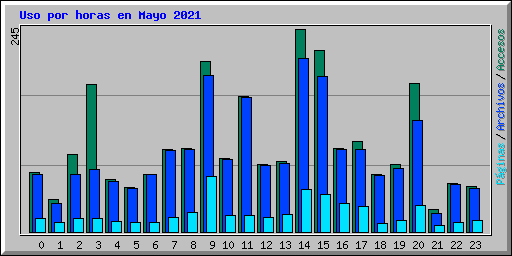 Uso por horas en Mayo 2021
245
Páginas / Archivos / Accesos
0 1 2 3 4 5 6 7 8 9 10 11 12 13 14 15 16 17 18 19 20 21 22 23